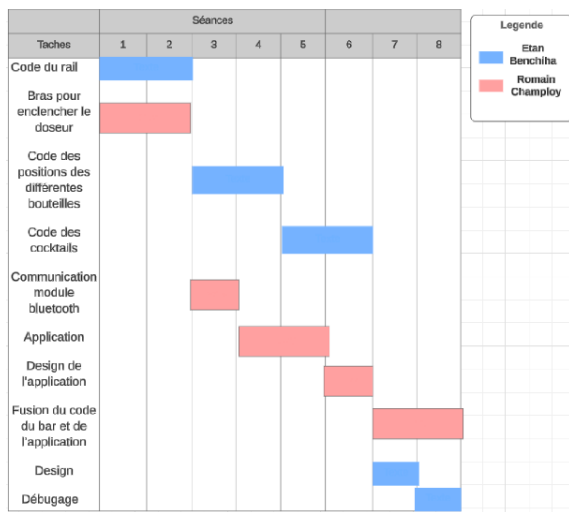 Séances
Taches 1 2 3 4 5 6 7 8
Legende
Etan
Benchiha
Romain
Champloy
Code du rail
Bras pour
enclencher le
doseur
Code des
positions des
différentes
bouteilles
Code des
cocktails
Communication
module
bluetooth
Application
Design de
l'application
Fusion du code
du bar et de
l'application
Design
Débugage